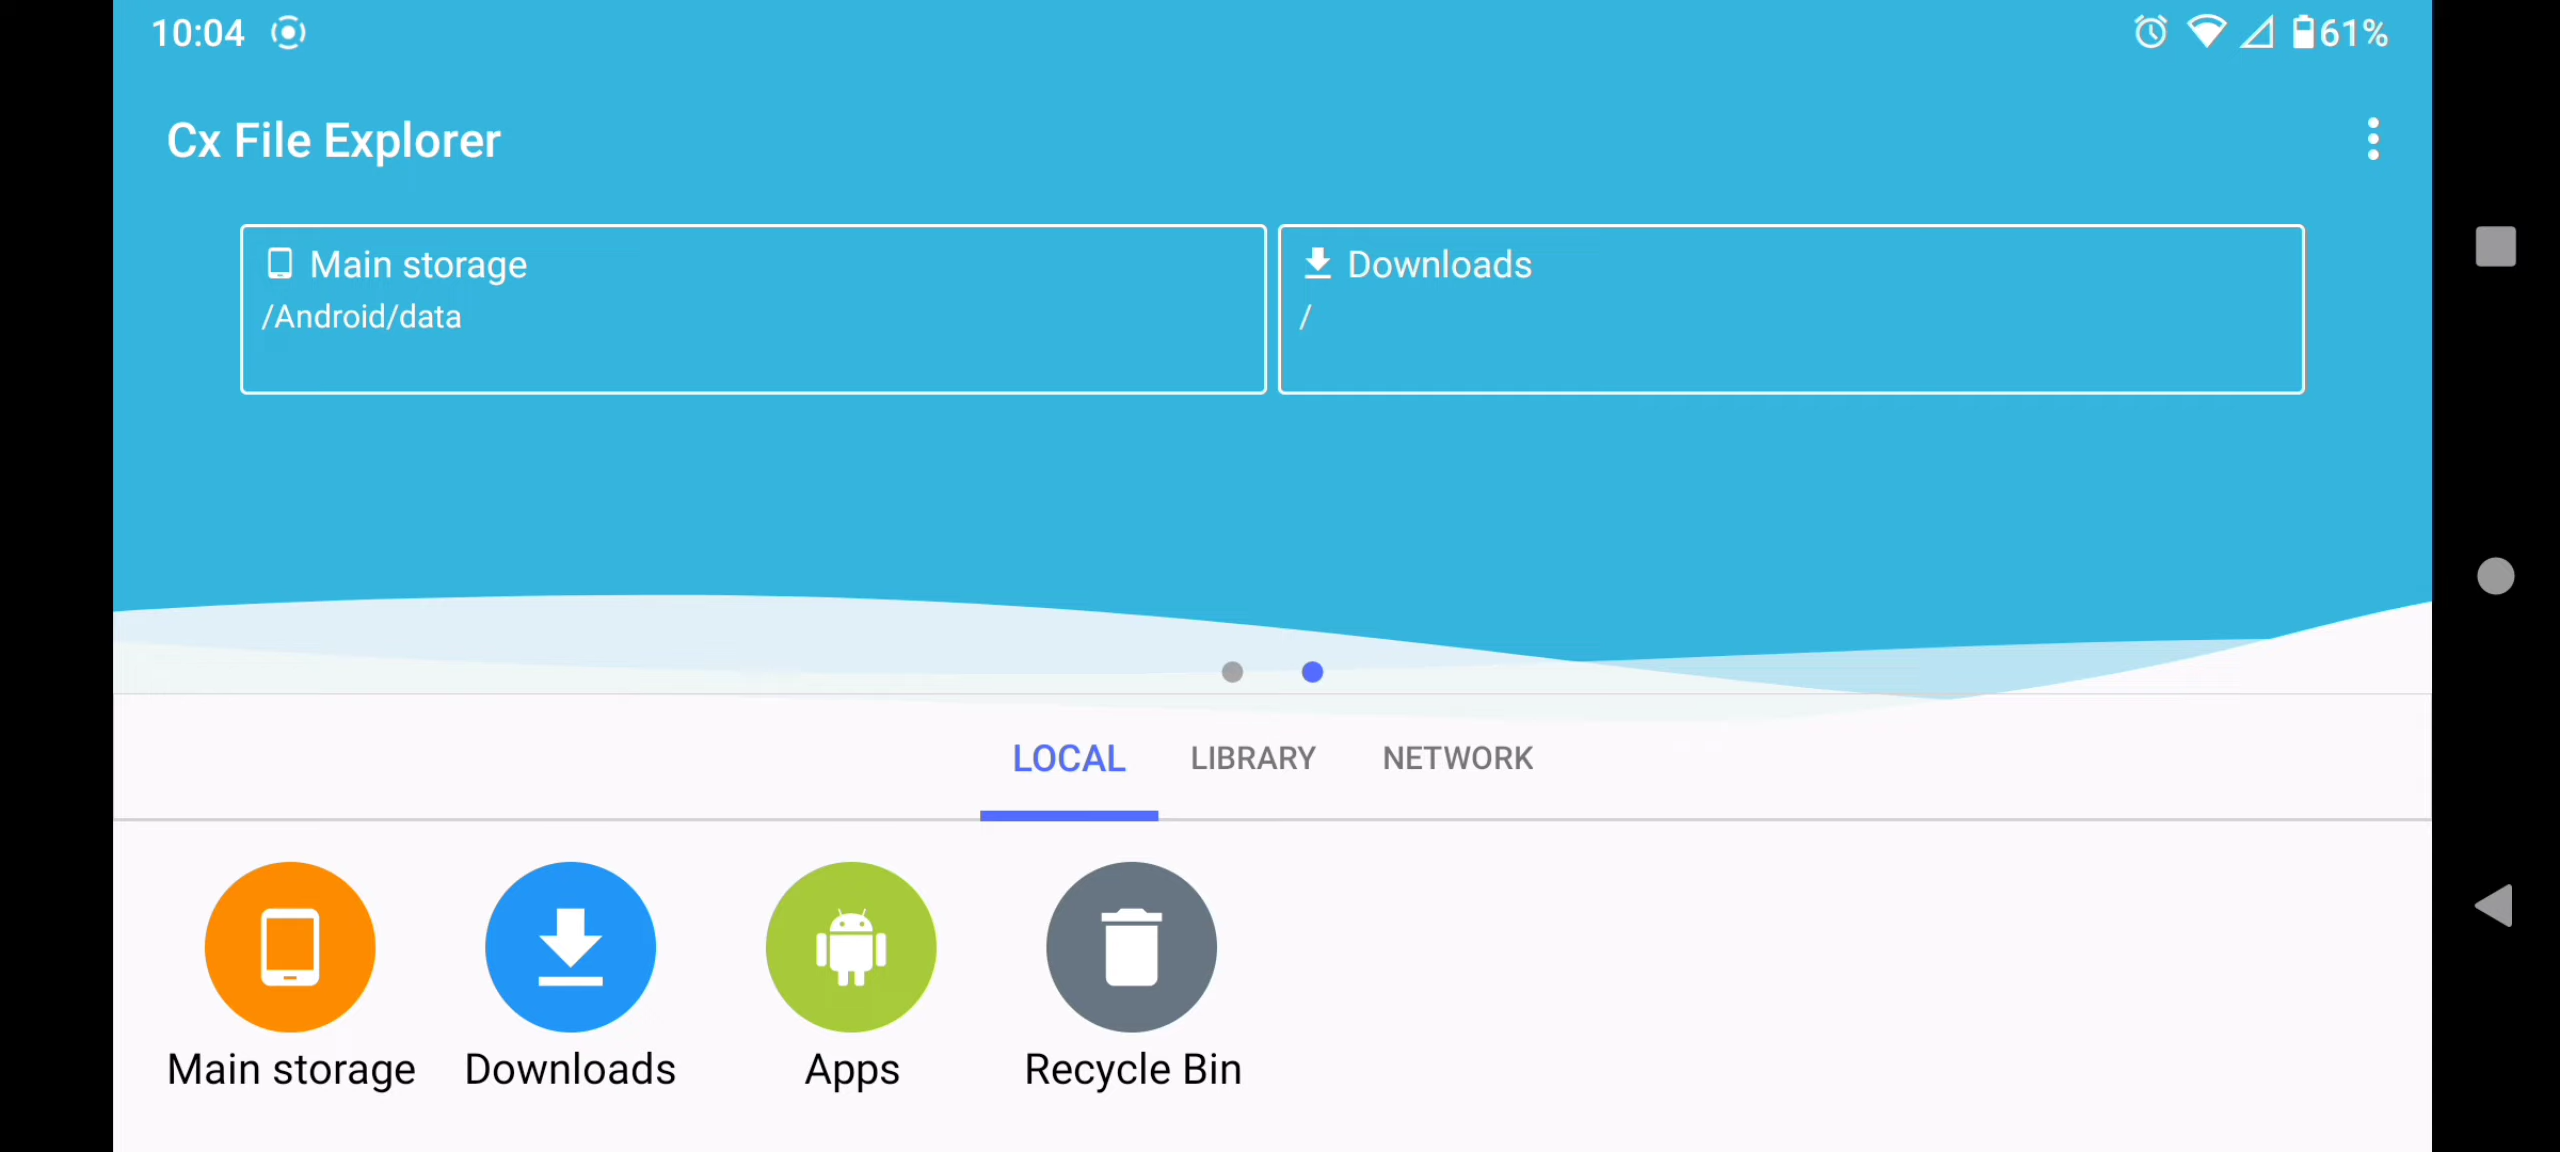 10:04
61%
Cx File Explorer
Main storage
/Android/data
Downloads
/
LOCAL
LIBRARY
NETWORK
Main storage
Downloads
Apps
Recycle Bin